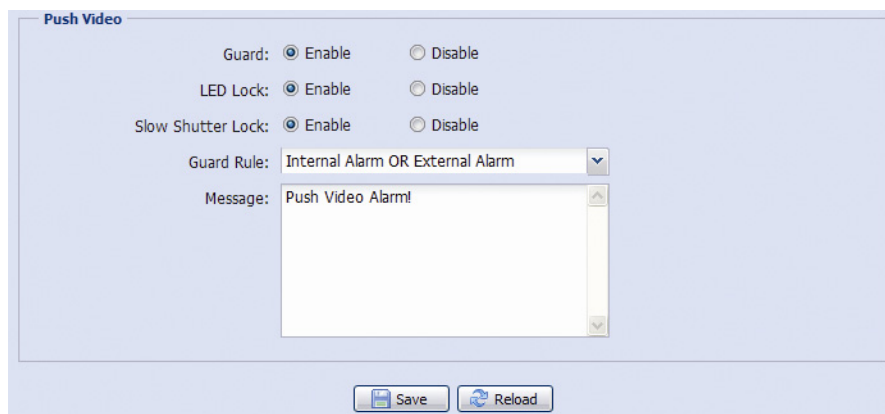 Push Video
Guard: Enable Disable
LED Lock: Enable Disable
Slow Shutter Lock: Enable Disable
Guard Rule: Internal Alarm OR External Alarm
Message: Push Video Alarm!
Save Reload